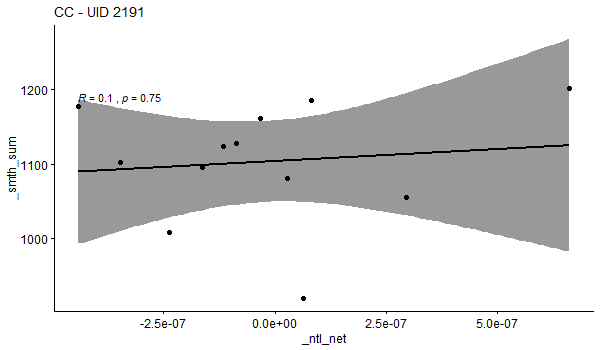 CC - UID 2191
R = 0.1 , p = 0.75
1200
1100
1000
_smth_sum
-2.5e-07 0.0e+00 2.5e-07 5.0e-07
_ntl_net